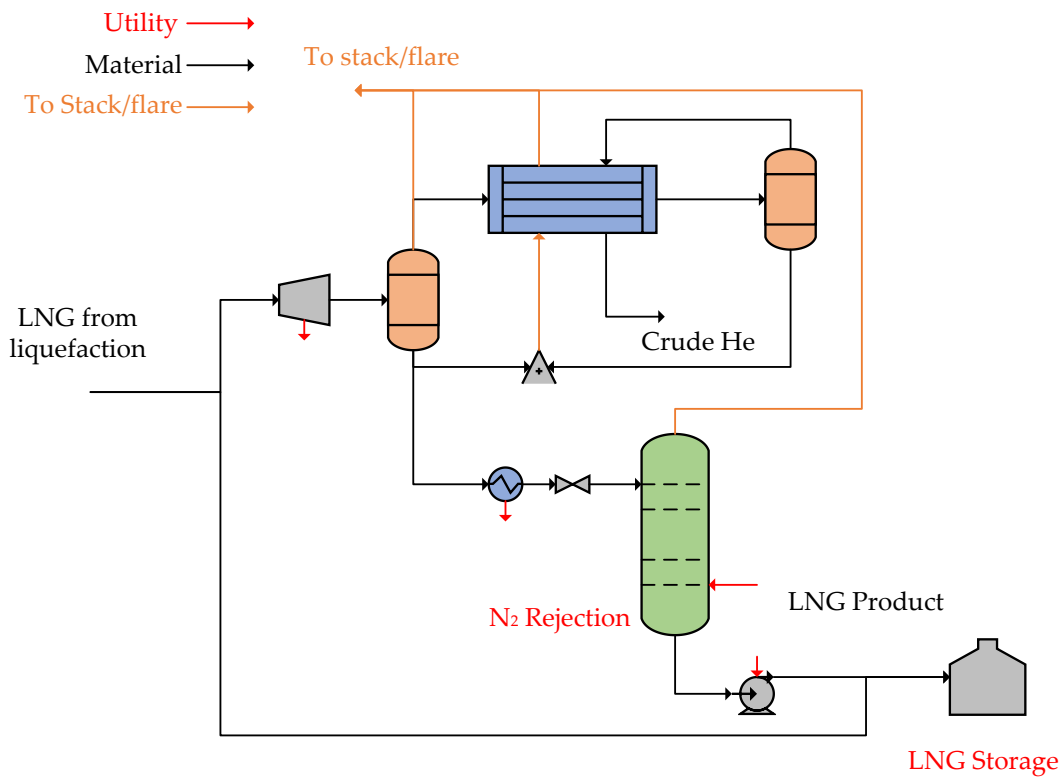 Utility
Material
To Stack/flare
To stack/flare
LNG from
liquefaction
Crude He
+
N₂ Rejection
LNG Product
LNG Storage